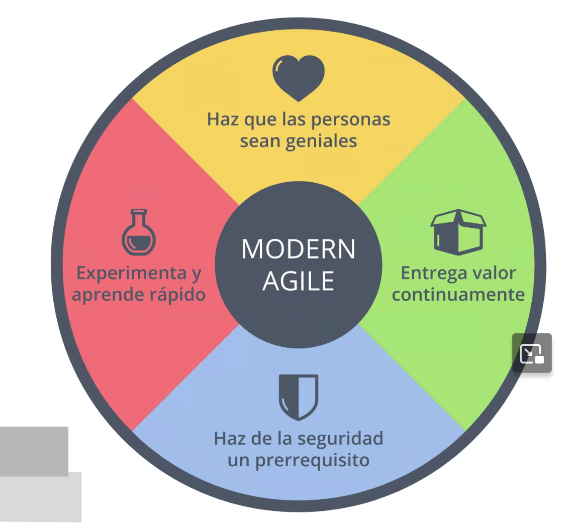 Haz que las personas
sean geniales
Experimenta y
aprende rápido
MODERN
AGILE
Entrega valor
continuamente
Haz de la seguridad
un prerrequisito